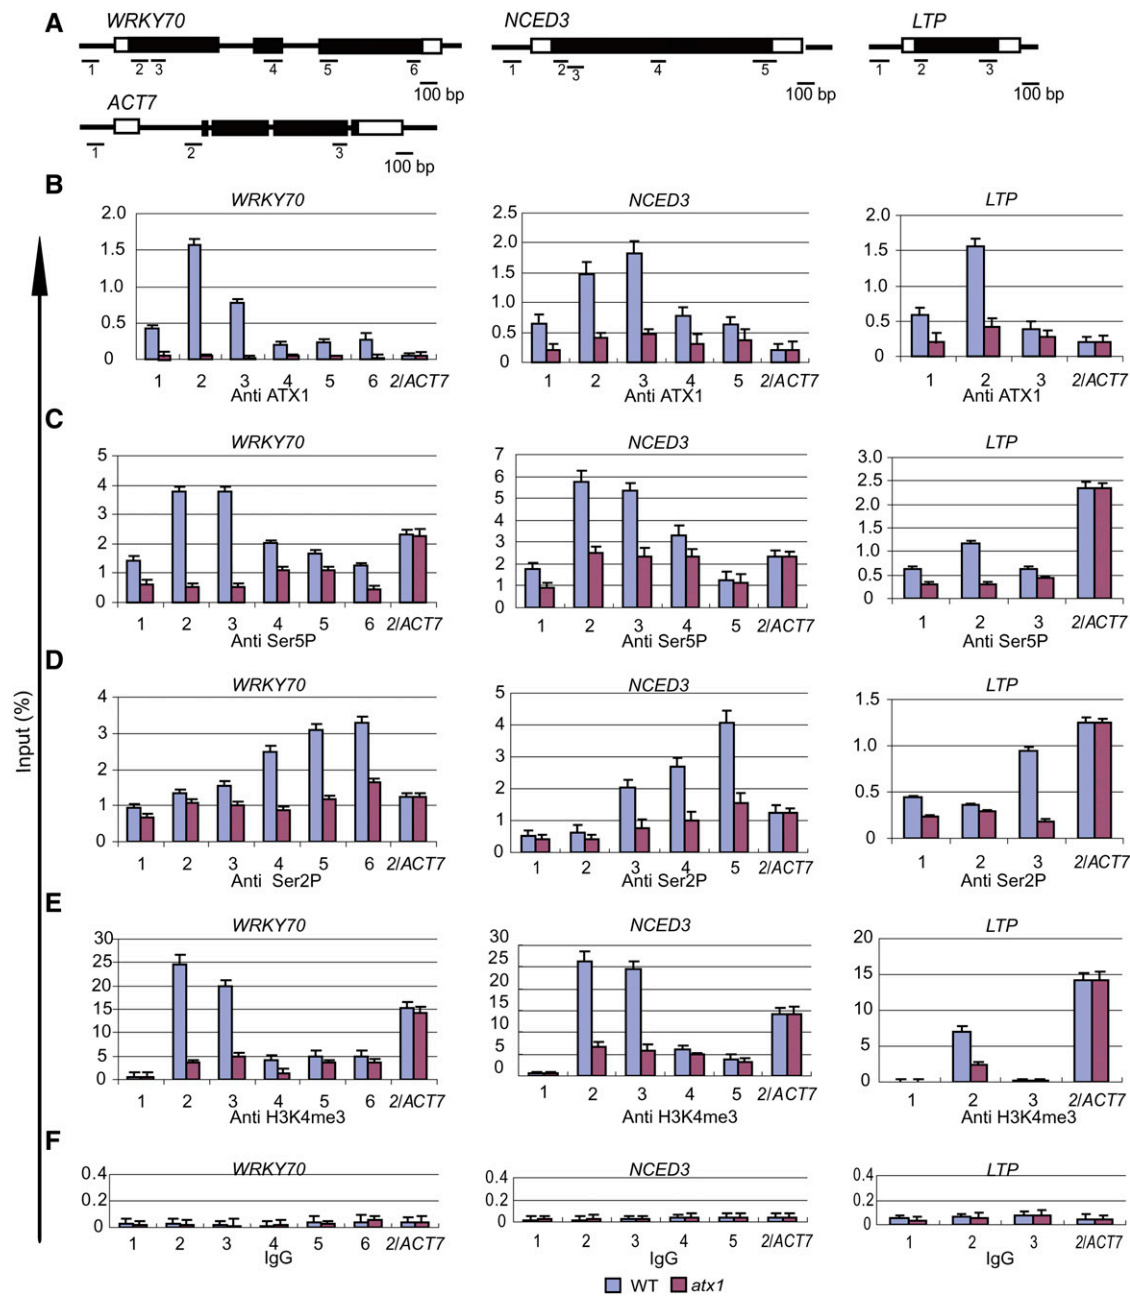 A
WRKY70 NCED3 LTP
1 2 3 4 5 6 1 2 3 4 5 1 2 3
100 bp 100 bp 100 bp
ACT7
1 2 3
100 bp
B
WRKY70 NCED3 LTP
2.0 1.5 1.0 0.5 0
2.5 2.0 1.5 1.0 0.5 0
2.0 1.5 1.0 0.5 0
1 2 3 4 5 6 2/ACT7 1 2 3 4 5 2/ACT7 1 2 3 2/ACT7
Anti ATX1 Anti ATX1 Anti ATX1
C
WRKY70 NCED3 LTP
5 4 3 2 1 0
7 6 5 4 3 2 1 0
3.0 2.5 2.0 1.5 1.0 0.5 0
1 2 3 4 5 6 2/ACT7 1 2 3 4 5 2/ACT7 1 2 3 2/ACT7
Anti Ser5P Anti Ser5P Anti Ser5P
Input (%)
D
WRKY70 NCED3 LTP
4 3 2 1 0
5 4 3 2 1 0
1.5 1.0 0.5 0
1 2 3 4 5 6 2/ACT7 1 2 3 4 5 2/ACT7 1 2 3 2/ACT7
Anti Ser2P Anti Ser2P Anti Ser2P
E
WRKY70 NCED3 LTP
30 25 20 15 10 5 0
30 25 20 15 10 5 0
20 15 10 5 0
1 2 3 4 5 6 2/ACT7 1 2 3 4 5 2/ACT7 1 2 3 2/ACT7
Anti H3K4me3 Anti H3K4me3 Anti H3K4me3
F
WRKY70 NCED3 LTP
0.4 0.2 0
0.4 0.2 0
0.4 0.2 0
1 2 3 4 5 6 2/ACT7 1 2 3 4 5 2/ACT7 1 2 3 2/ACT7
IgG IgG IgG
WT atx1